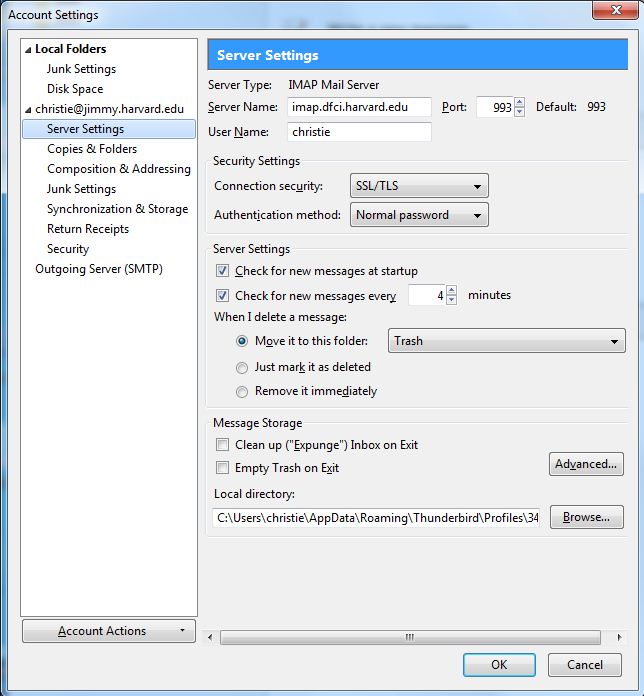 Account Settings
Local Folders
Junk Settings
Disk Space
christie@jimmy.harvard.edu
Server Settings
Copies & Folders
Composition & Addressing
Junk Settings
Synchronization & Storage
Return Receipts
Security
Outgoing Server (SMTP)
Account Actions
Server Settings
Server Type: IMAP Mail Server
Server Name: imap.dfci.harvard.edu Port: 993 Default: 993
User Name: christie
Security Settings
Connection security: SSL/TLS
Authentication method: Normal password
Server Settings
Check for new messages at startup
Check for new messages every 4 minutes
When I delete a message:
Move it to this folder: Trash
Just mark it as deleted
Remove it immediately
Message Storage
Clean up ("Expunge") Inbox on Exit
Empty Trash on Exit
Advanced...
Local directory:
C:\Users\christie\AppData\Roaming\Thunderbird\Profiles\34 Browse...
OK Cancel